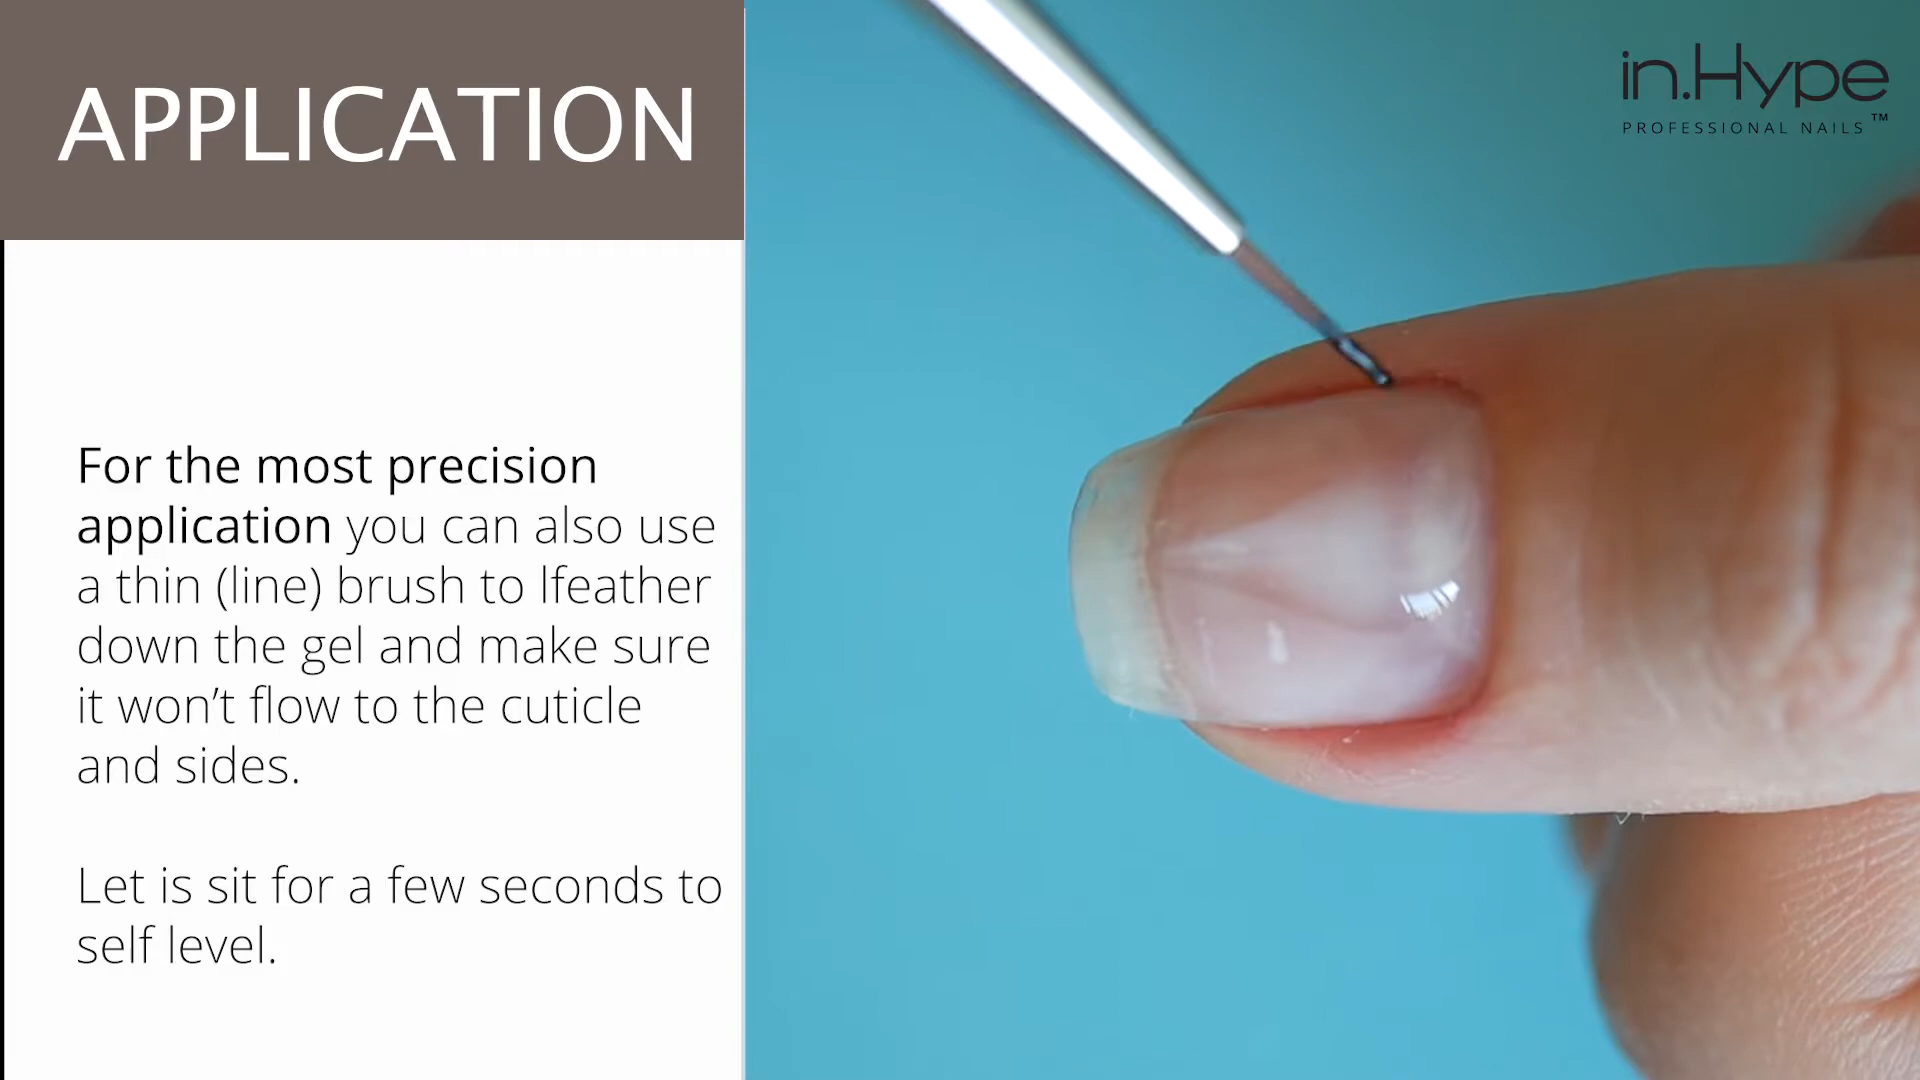 APPLICATION
in.Hype
PROFESSIONAL NAILS™
For the most precision
application you can also use
a thin (line) brush to lfeather
down the gel and make sure
it won’t flow to the cuticle
and sides.
Let is sit for a few seconds to
self level.